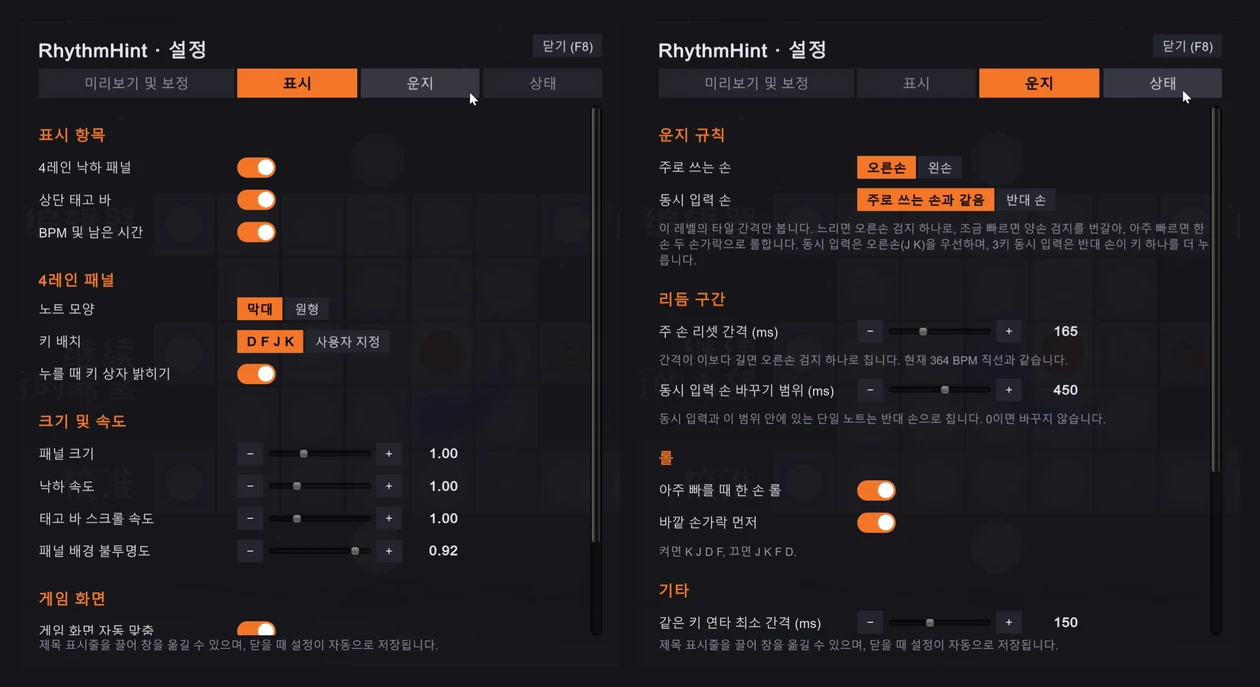 RhythmHint · 설정
닫기 (F8)
미리보기 및 보정
표시
운지
상태
표시 항목
4레인 낙하 패널
상단 태고 바
BPM 및 남은 시간
4레인 패널
노트 모양
막대
원형
키 배치
D F J K
사용자 지정
누를 때 키 상자 밝히기
크기 및 속도
패널 크기
−
+
1.00
낙하 속도
−
+
1.00
태고 바 스크롤 속도
−
+
1.00
패널 배경 불투명도
−
+
0.92
게임 화면
게임 화면 자동 맞춤
제목 표시줄을 끌어 창을 옮길 수 있으며, 닫을 때 설정이 자동으로 저장됩니다.
RhythmHint · 설정
닫기 (F8)
미리보기 및 보정
표시
운지
상태
운지 규칙
주로 쓰는 손
오른손
왼손
동시 입력 손
주로 쓰는 손과 같음
반대 손
이 레벨의 타일 간격만 봅니다. 느리면 오른손 검지 하나로, 조금 빠르면 양손 검지를 번갈아, 아주 빠르면 한
손 두 손가락으로 롤합니다. 동시 입력은 오른손(J K)을 우선하며, 3키 동시 입력은 반대 손이 키 하나를 더 누
릅니다.
리듬 구간
주 손 리셋 간격 (ms)
−
+
165
간격이 이보다 길면 오른손 검지 하나로 칩니다. 현재 364 BPM 직선과 같습니다.
동시 입력 손 바꾸기 범위 (ms)
−
+
450
동시 입력과 이 범위 안에 있는 단일 노트는 반대 손으로 칩니다. 0이면 바꾸지 않습니다.
롤
아주 빠를 때 한 손 롤
바깥 손가락 먼저
켜면 K J D F, 끄면 J K F D.
기타
같은 키 연타 최소 간격 (ms)
−
+
150
제목 표시줄을 끌어 창을 옮길 수 있으며, 닫을 때 설정이 자동으로 저장됩니다.